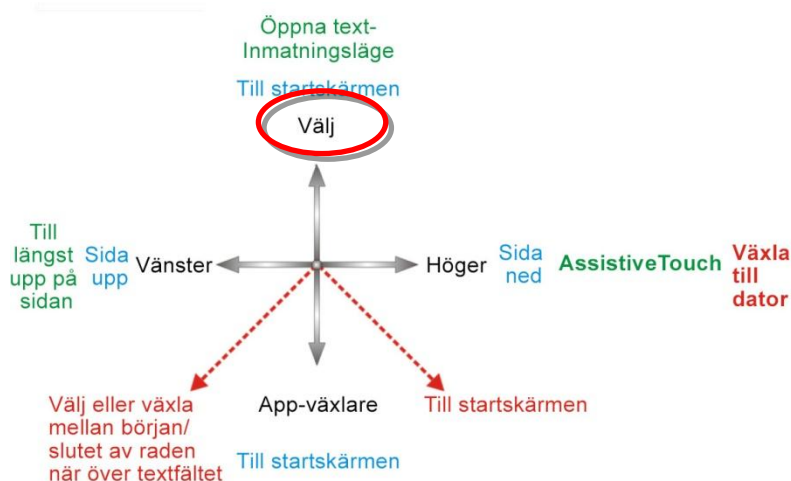 Öppna text-
Inmatningsläge
Till startskärmen
Välj
Till
längst
upp på
sidan
Sida
upp
Vänster
Höger
Sida
ned
AssistiveTouch
Växla
till
dator
Välj eller växla
mellan början/
slutet av raden
när över textfältet
App-växlare
Till startskärmen
Till startskärmen